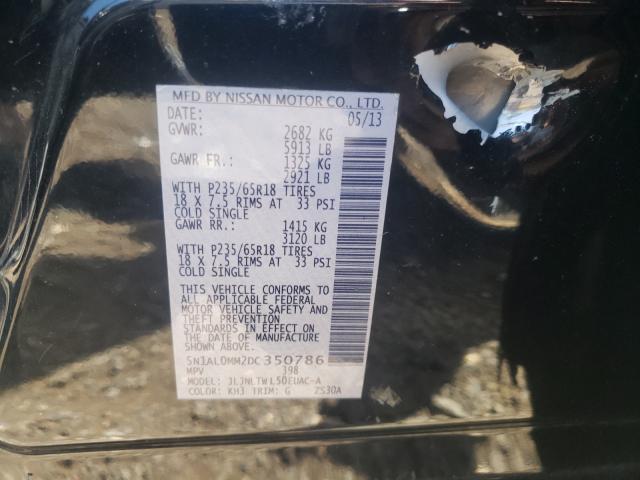 MFD BY NISSAN MOTOR CO., LTD.
DATE: 05/13
GVWR: 2682 KG
5913 LB
GAWR FR.: 1325 KG
2921 LB
WITH P235/65R18 TIRES
18 X 7.5 RIMS AT 33 PSI
COLD SINGLE
GAWR RR.: 1415 KG
3120 LB
WITH P235/65R18 TIRES
18 X 7.5 RIMS AT 33 PSI
COLD SINGLE
THIS VEHICLE CONFORMS TO
ALL APPLICABLE FEDERAL
MOTOR VEHICLE SAFETY AND
THEFT PREVENTION
STANDARDS IN EFFECT ON
THE DATE OF MANUFACTURE
SHOWN ABOVE.
5N1AL0MM2DC350786
MPV 398
MODEL: JLJNLTWL50EUAC-A
COLOR: KH3 TRIM: G ZS30A